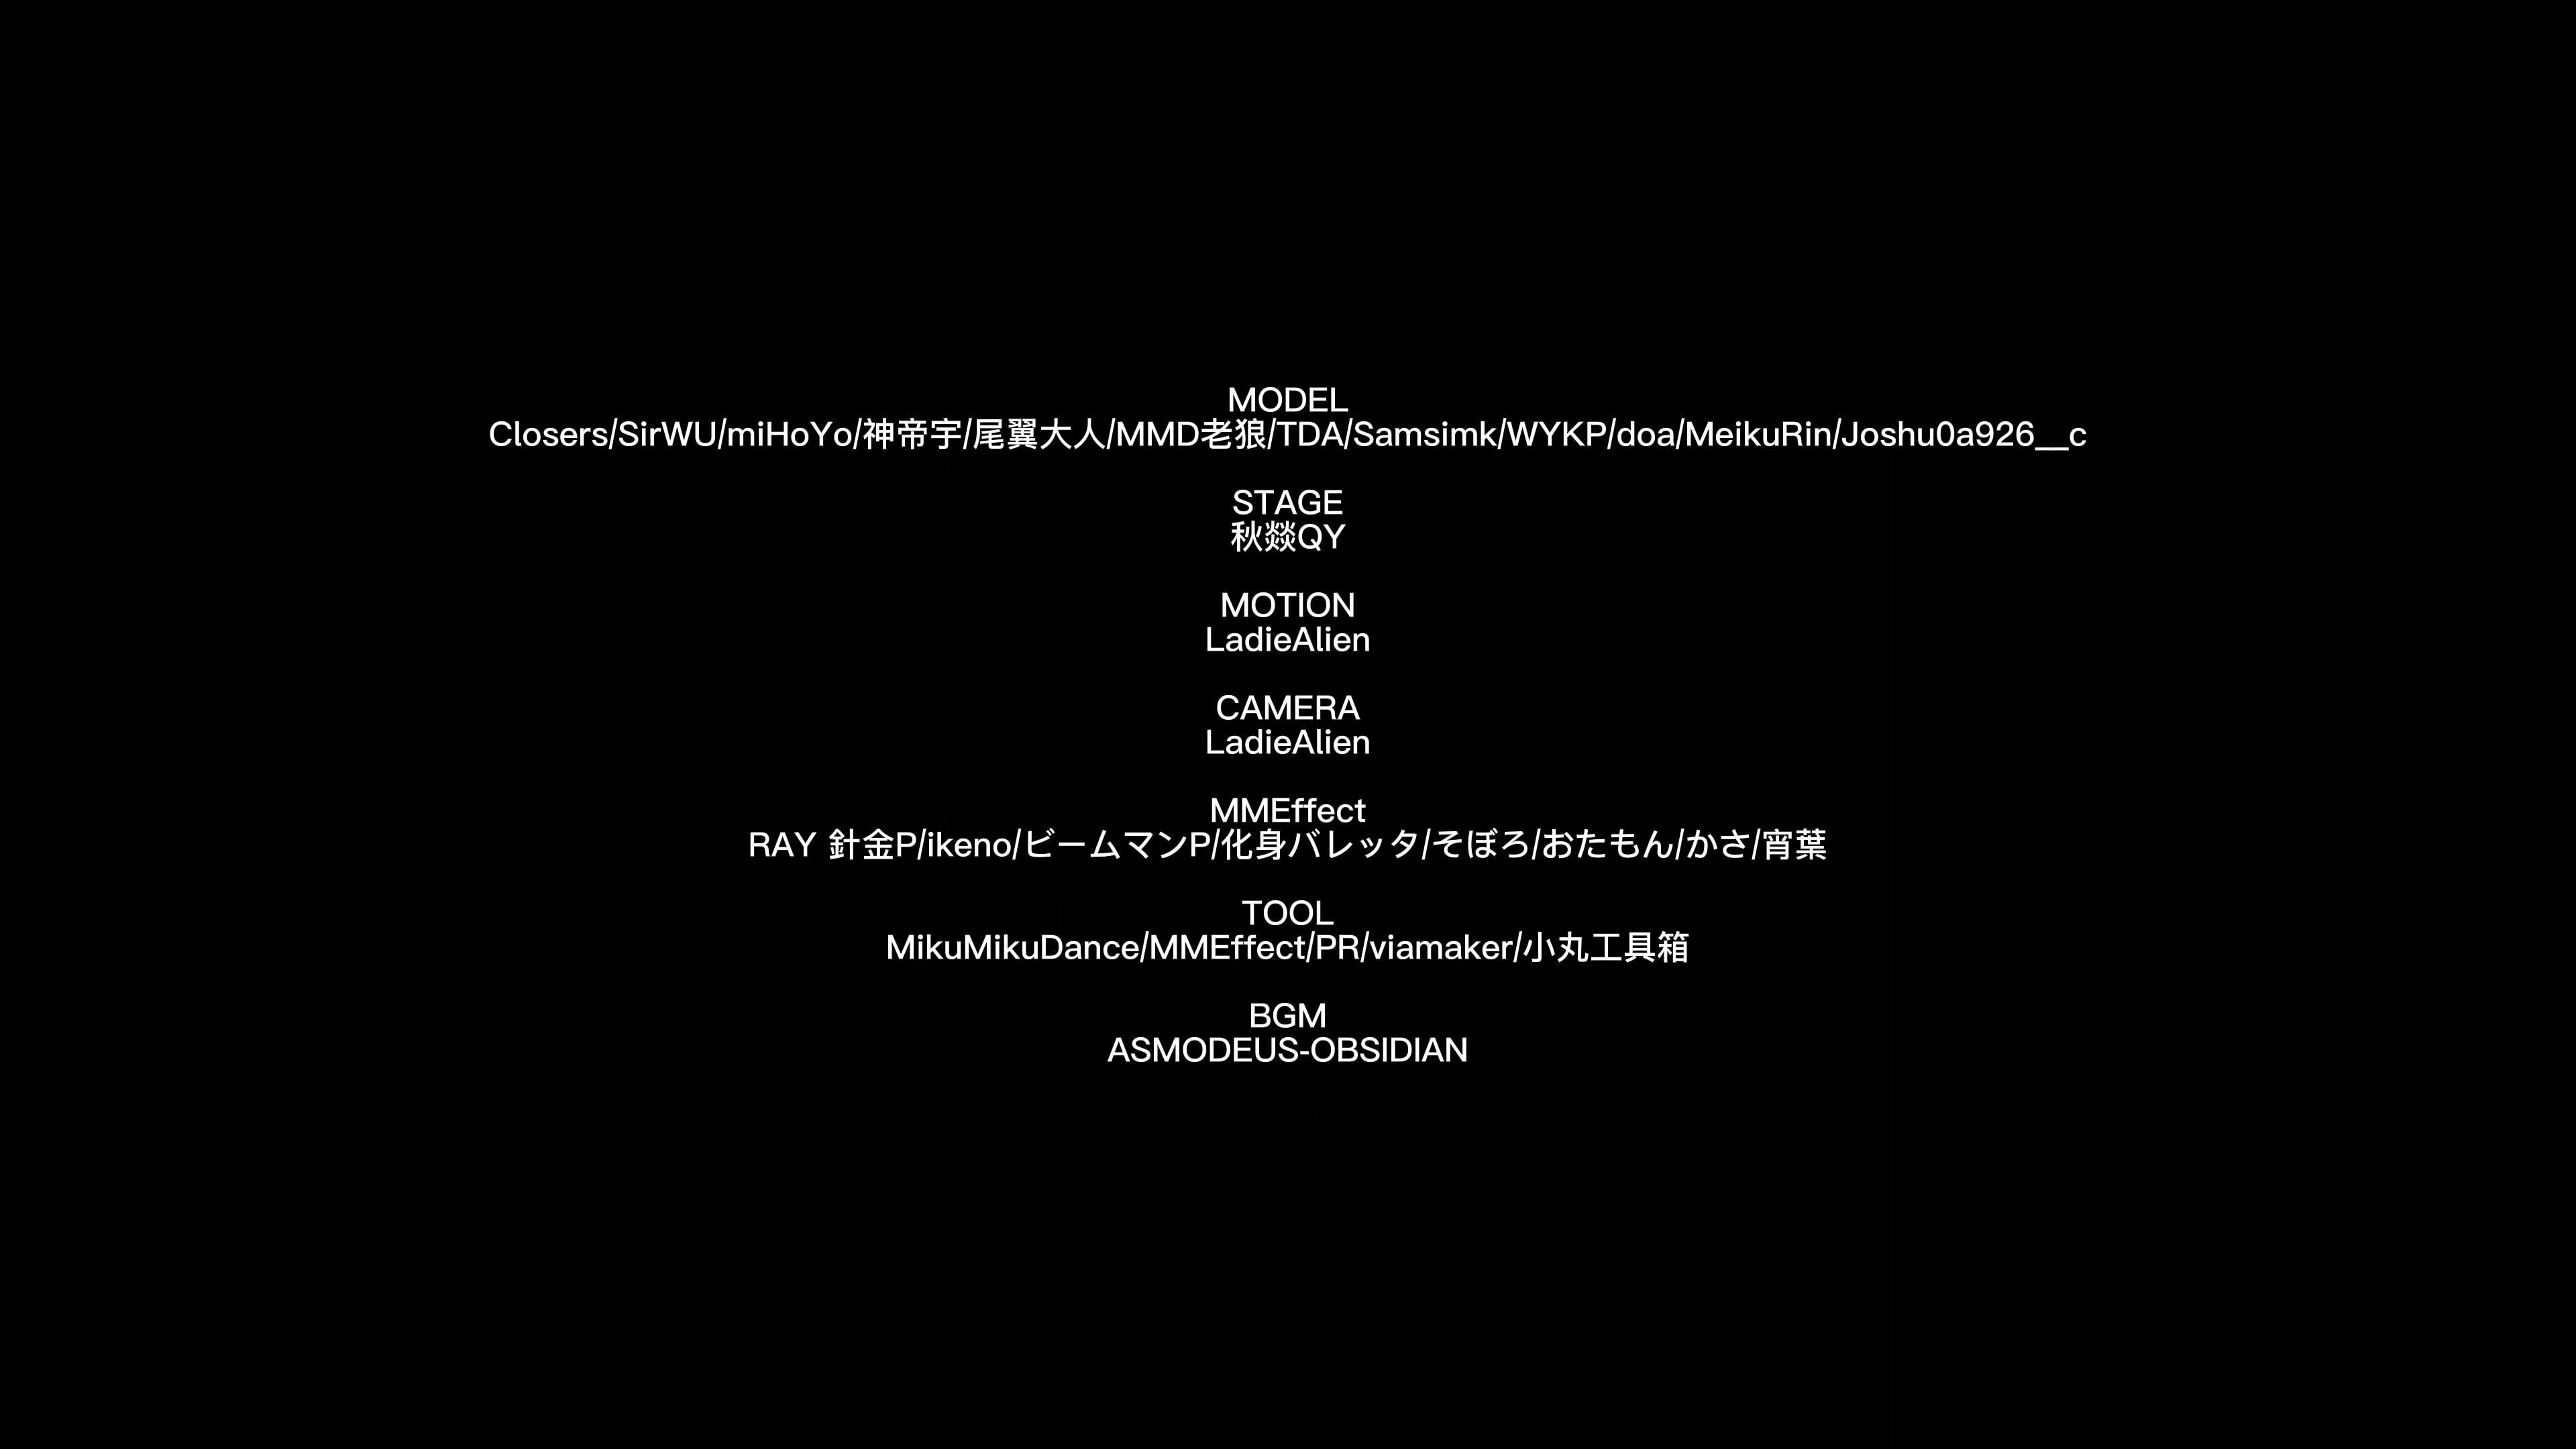 MODEL
Closers/SirWU/miHoYo/神帝宇/尾翼大人/MMD老狼/TDA/Samsimk/WYKP/doa/MeikuRin/Joshu0a926__c
STAGE
秋燚QY
MOTION
LadieAlien
CAMERA
LadieAlien
MMEffect
RAY 針金P/ikeno/ビームマンP/化身バレッタ/そぼろ/おたもん/かさ/宵葉
TOOL
MikuMikuDance/MMEffect/PR/viamaker/小丸工具箱
BGM
ASMODEUS-OBSIDIAN